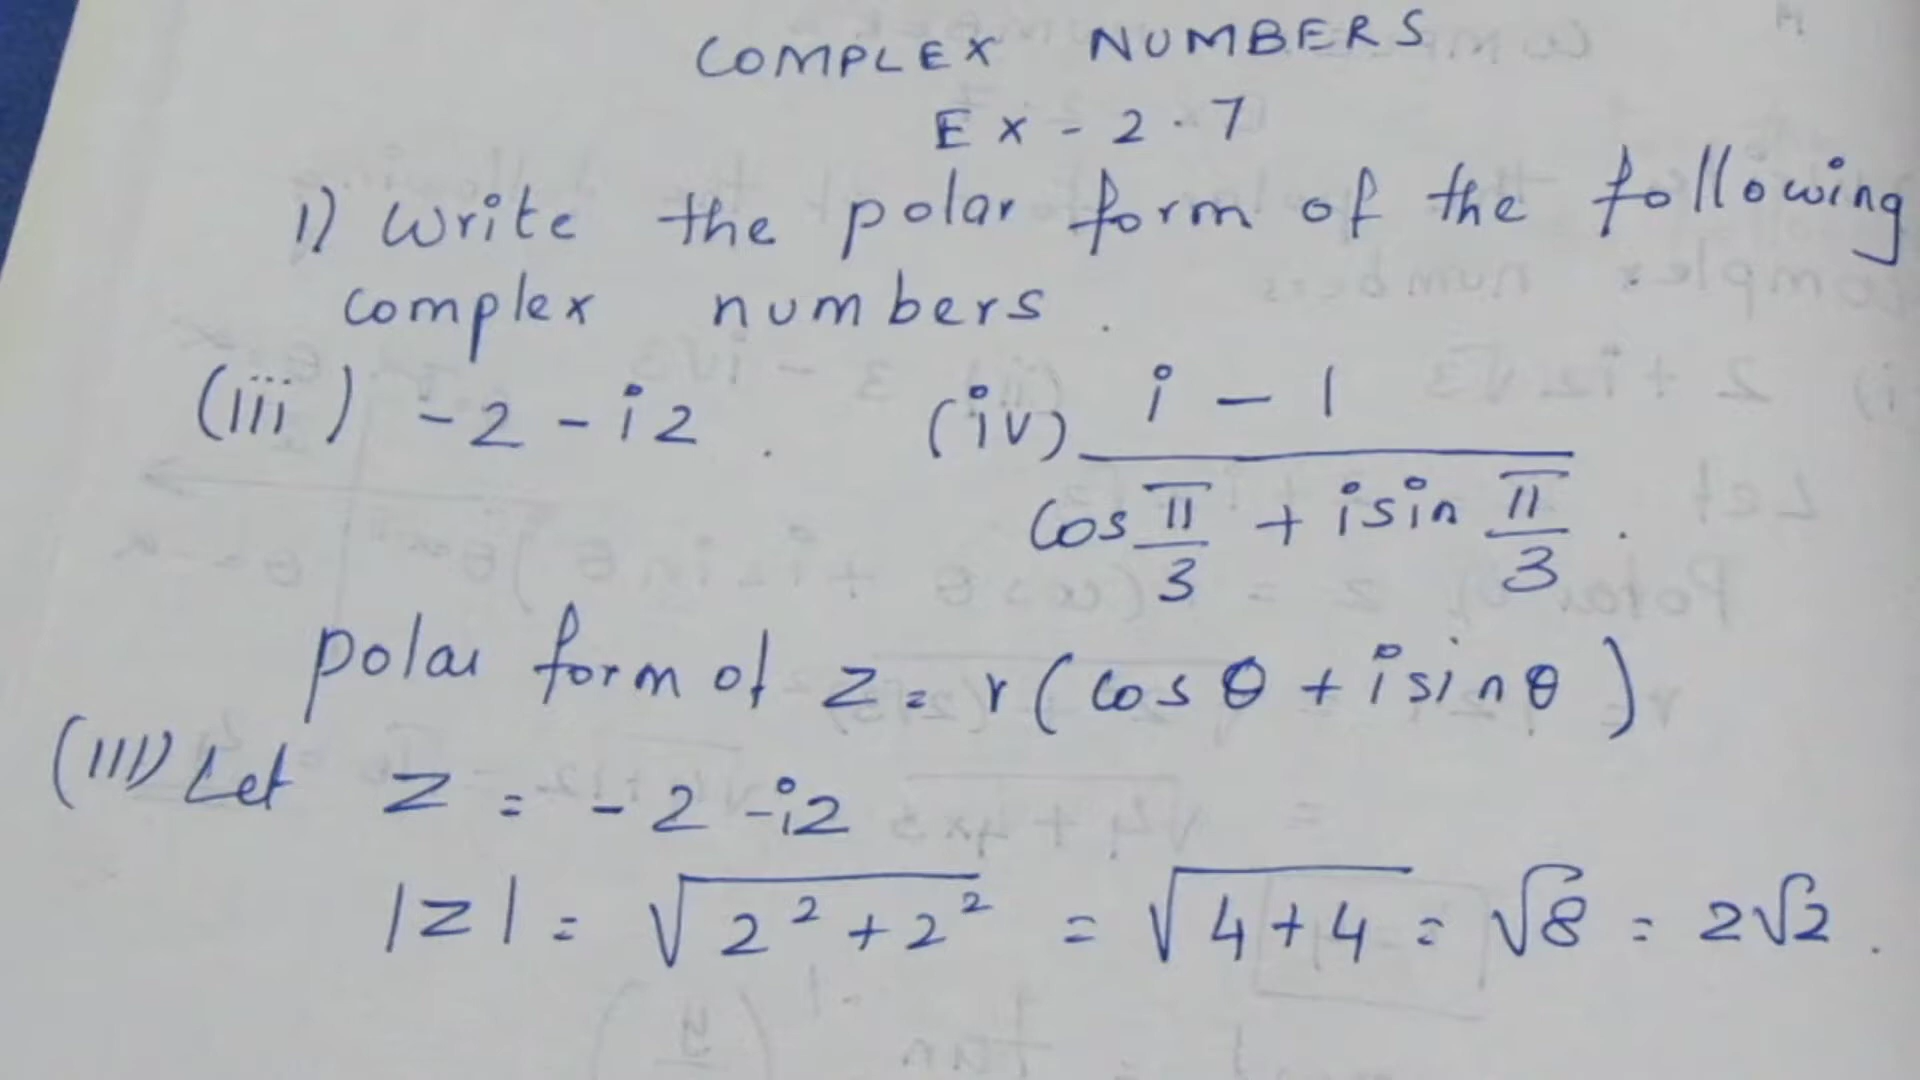 COMPLEX NUMBERS
Ex - 2.7
1) Write the polar form of the following
complex numbers.
(iii) -2 - i2. (iv) i - 1 / cos π/3 + i sin π/3.
polar form of z = r(cos θ + i sin θ)
(III) Let z = -2 - i2
|z| = √2² + 2² = √4 + 4 = √8 = 2√2.